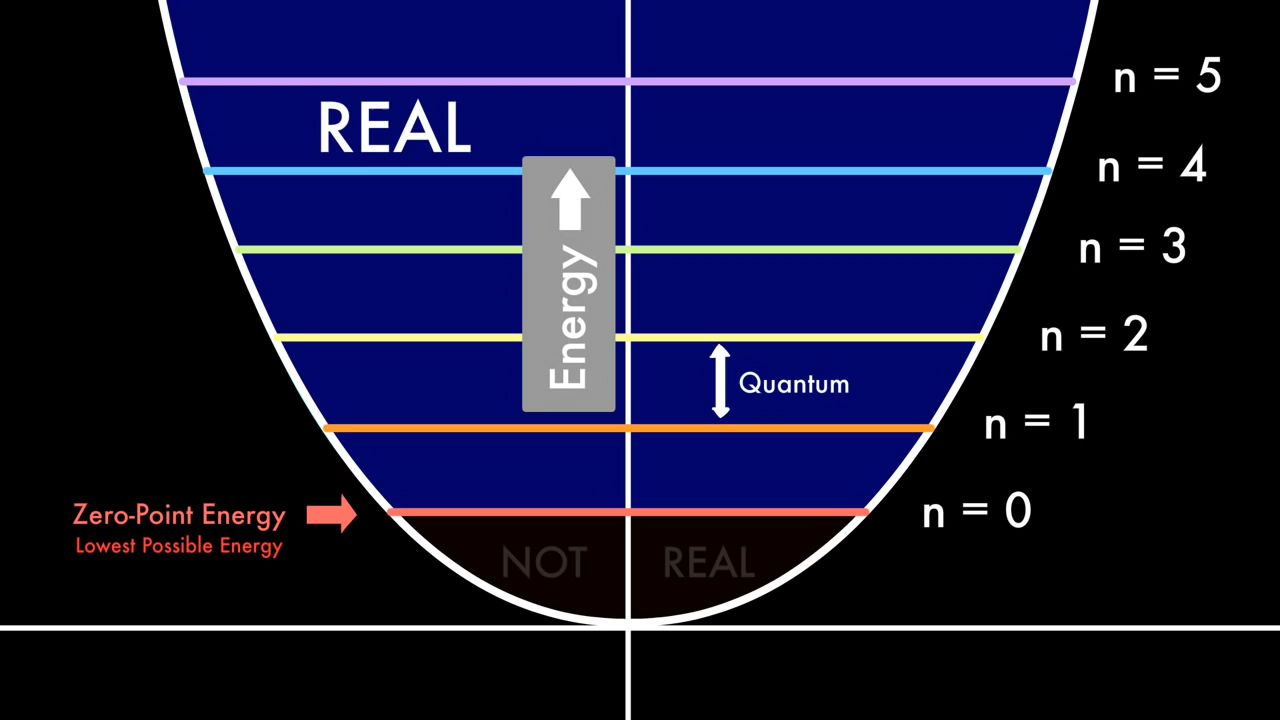 n = 5
REAL
n = 4
Energy
n = 3
n = 2
Quantum
n = 1
Zero-Point Energy
Lowest Possible Energy
n = 0
NOT REAL